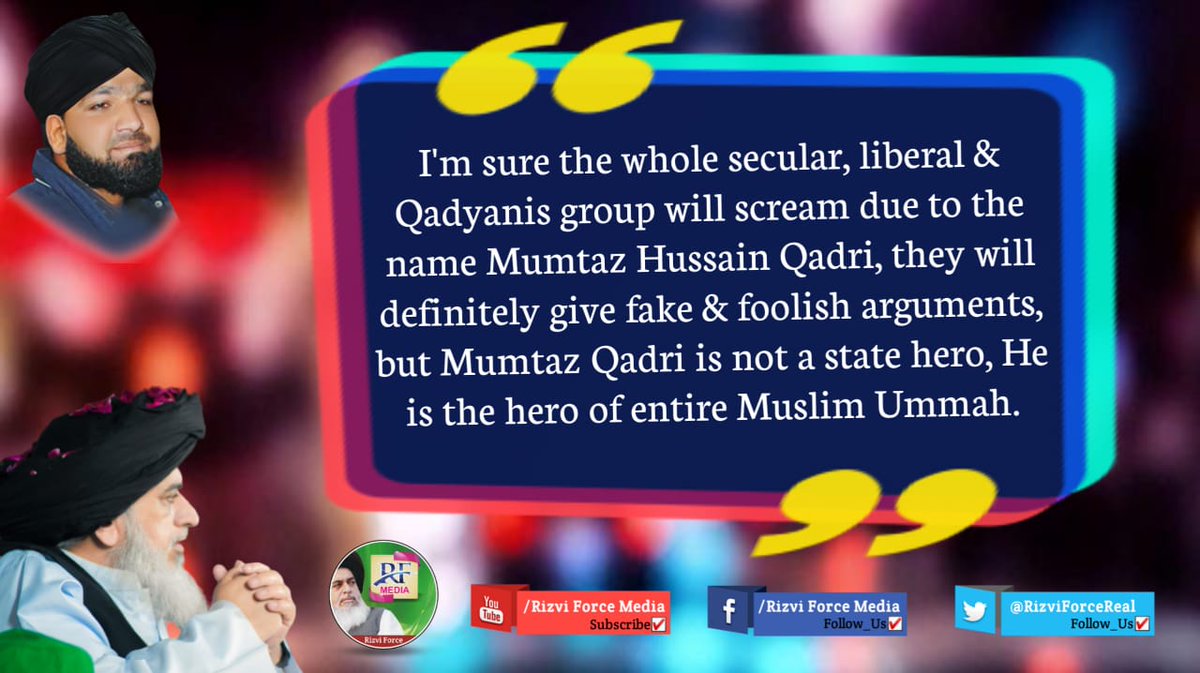 I'm sure the whole secular, liberal &
Qadyanis group will scream due to the
name Mumtaz Hussain Qadri, they will
definitely give fake & foolish arguments,
but Mumtaz Qadri is not a state hero, He
is the hero of entire Muslim Ummah.
RF
MEDIA
Rizvi Force
You
Tube
/Rizvi Force Media
Subscribe
f
/Rizvi Force Media
Follow_Us
@RizviForceReal
Follow_Us